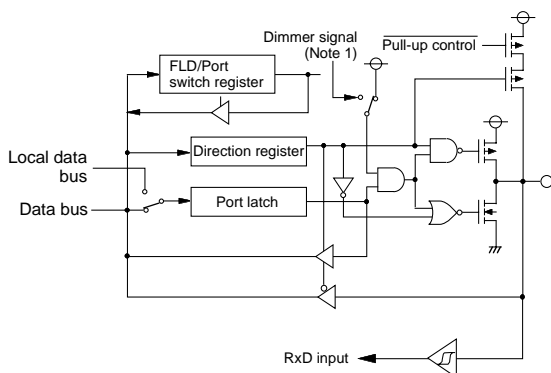 Dimmer signal
(Note 1)
Pull-up control
FLD/Port
switch register
Direction register
Local data
bus
Data bus
Port latch
RxD input